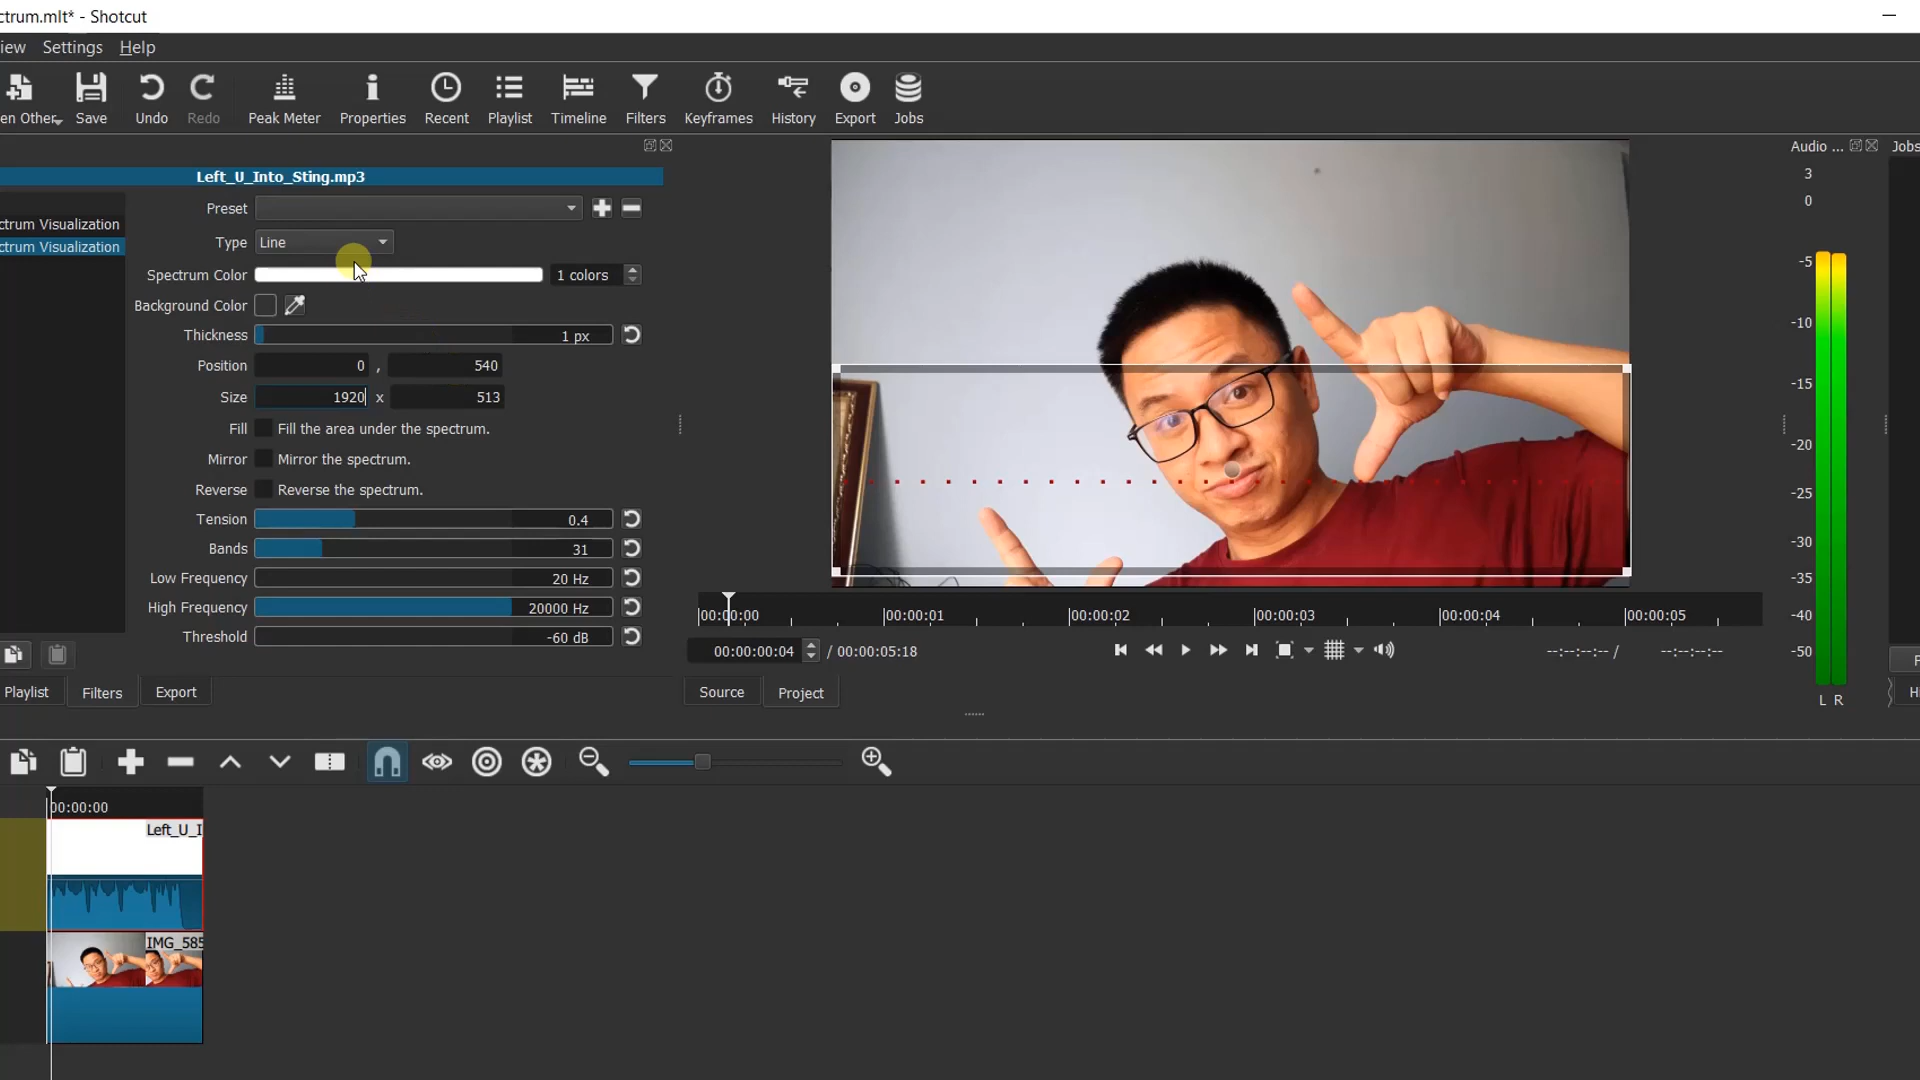 ctrum.mlt* - Shotcut
iew Settings Help
en Other Save Undo Redo Peak Meter Properties Recent Playlist Timeline Filters Keyframes History Export Jobs
Audio ... Jobs
Left_U_Into_Sting.mp3
Preset
ctrum Visualization
ctrum Visualization
Type Line
Spectrum Color 1 colors
Background Color
Thickness 1 px
Position 0 , 540
Size 1920 x 513
Fill Fill the area under the spectrum.
Mirror Mirror the spectrum.
Reverse Reverse the spectrum.
Tension 0.4
Bands 31
Low Frequency 20 Hz
High Frequency 20000 Hz
Threshold -60 dB
3
0
-5
-10
-15
-20
-25
-30
-35
-40
-50
L R
00:00:00 00:00:01 00:00:02 00:00:03 00:00:04 00:00:05
00:00:00:04 / 00:00:05:18 --:--:--:-- / --:--:--:--
Playlist Filters Export
Source Project
F
Hi
00:00:00
Left_U_I
IMG_585